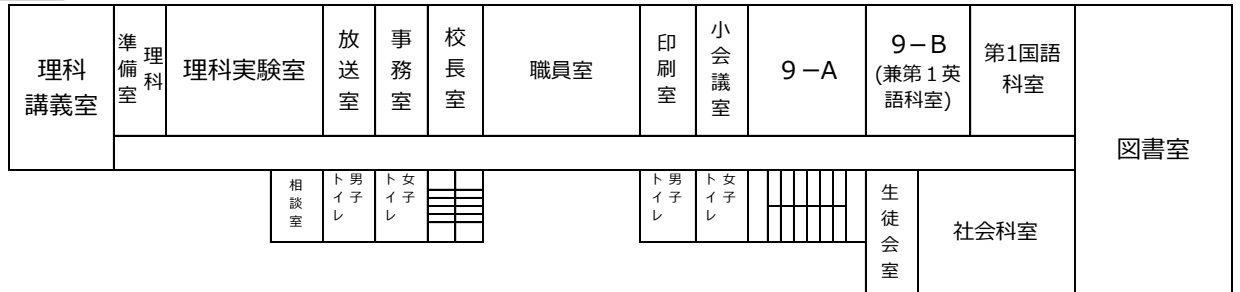 理科
講義室
理科
準備室
理科実験室
放送室
事務室
校長室
職員室
印刷室
小会議室
9－A
9－B
(兼第１英
語科室)
第1国語
科室
図書室
相談室
男子
トイレ
女子
トイレ
男子
トイレ
女子
トイレ
生徒会室
社会科室